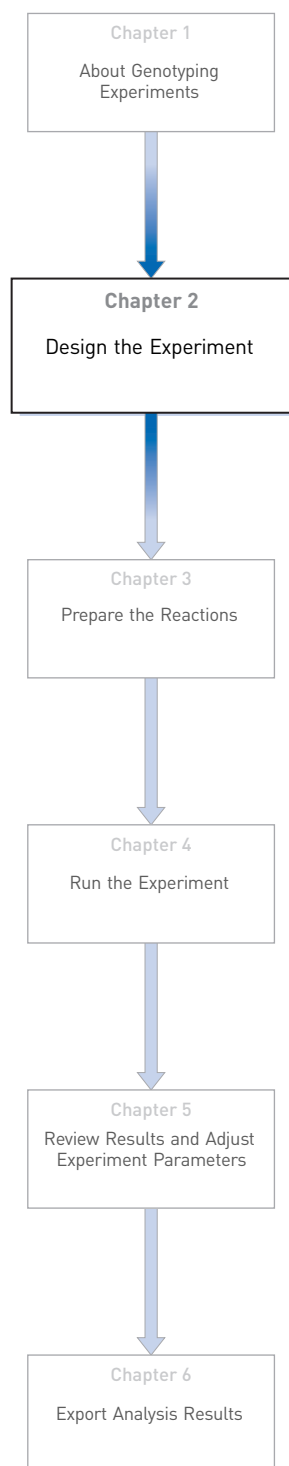 Chapter 1
About Genotyping
Experiments
Chapter 2
Design the Experiment
Chapter 3
Prepare the Reactions
Chapter 4
Run the Experiment
Chapter 5
Review Results and Adjust
Experiment Parameters
Chapter 6
Export Analysis Results